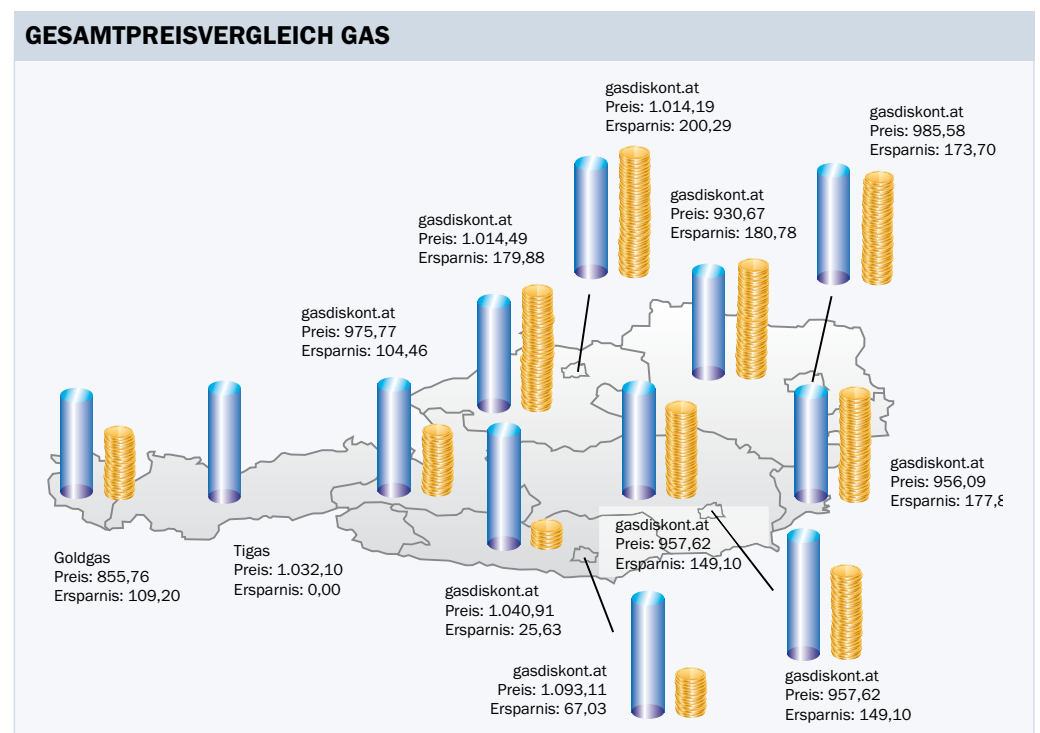 GESAMTPREISVERGLEICH GAS
gasdiskont.at
Preis: 1.014,19
Ersparnis: 200,29
gasdiskont.at
Preis: 985,58
Ersparnis: 173,70
gasdiskont.at
Preis: 930,67
Ersparnis: 180,78
gasdiskont.at
Preis: 1.014,49
Ersparnis: 179,88
gasdiskont.at
Preis: 975,77
Ersparnis: 104,46
gasdiskont.at
Preis: 956,09
Ersparnis:
gasdiskont.at
Preis: 957,62
Ersparnis: 149,10
Goldgas
Preis: 855,76
Ersparnis: 109,20
Tigas
Preis: 1.032,10
Ersparnis: 0,00
gasdiskont.at
Preis: 1.040,91
Ersparnis: 25,63
gasdiskont.at
Preis: 1.093,11
Ersparnis: 67,03
gasdiskont.at
Preis: 957,62
Ersparnis: 149,10